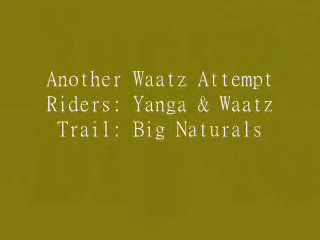 Another Waatz Attempt
Riders: Yanga & Waatz
Trail: Big Naturals